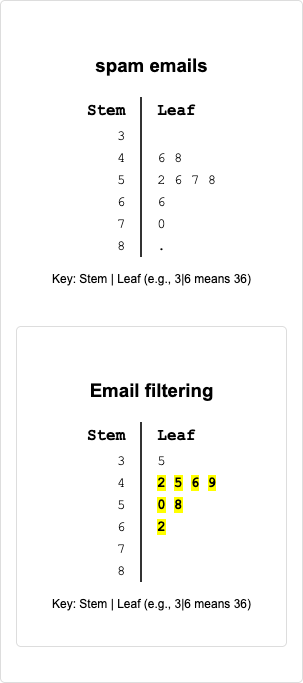 spam emails
Stem Leaf
3
4 6 8
5 2 6 7 8
6 6
7 0
8 .
Key: Stem | Leaf (e.g., 3|6 means 36)
Email filtering
Stem Leaf
3 5
4 2 5 6 9
5 0 8
6 2
7
8
Key: Stem | Leaf (e.g., 3|6 means 36)